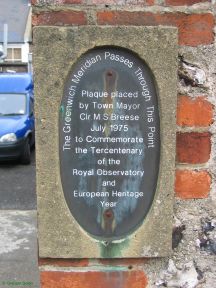 The Greenwich Meridian Passes Through This Point
Plaque placed
by Town Mayor
Clr M S Breese
July 1975
to Commemorate
the Tercentenary
of the
Royal Observatory
and
European Heritage
Year